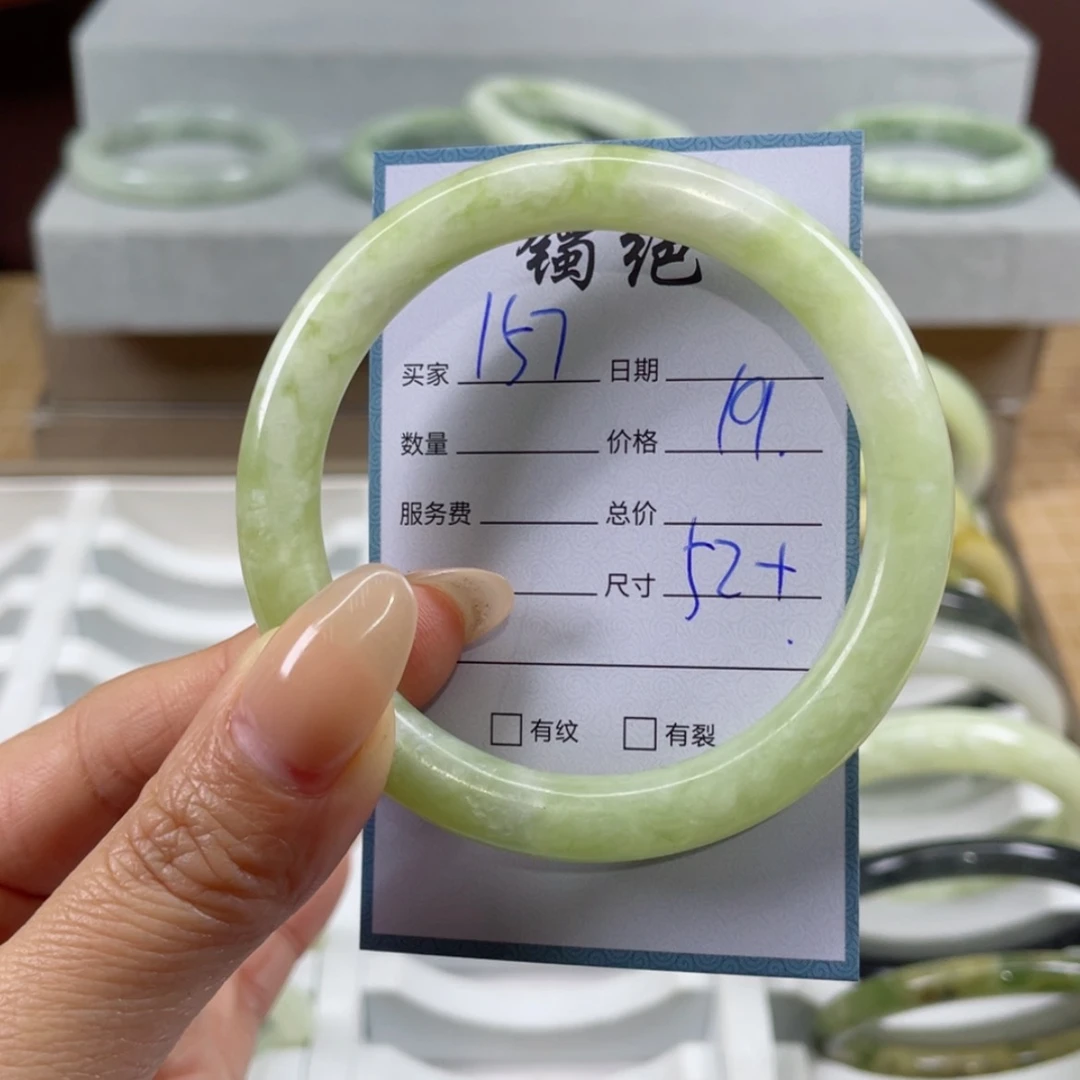 镯绝
买家 157 日期
数量 价格 19.
服务费 总价
尺寸 52+
有纹 有裂